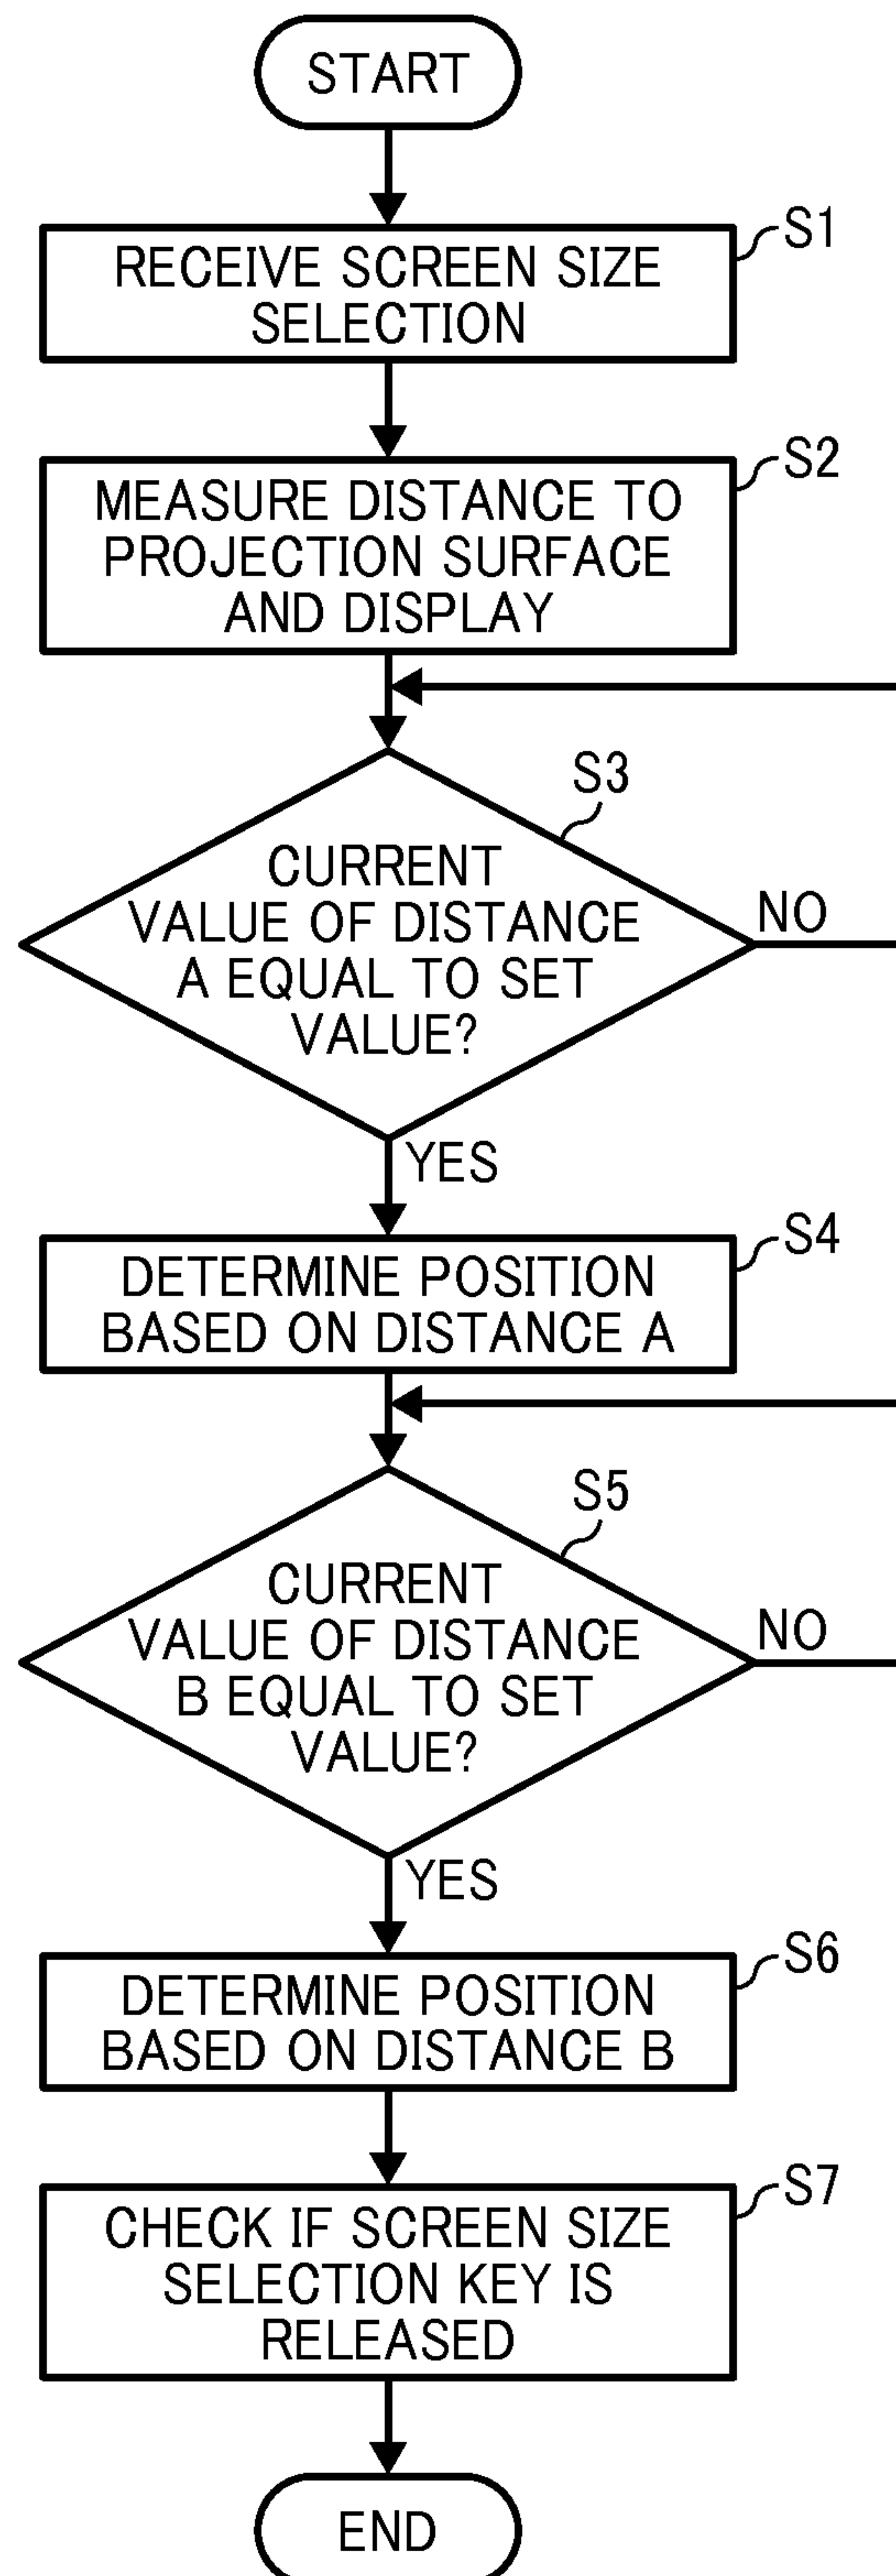 START
S1
RECEIVE SCREEN SIZE
SELECTION
S2
MEASURE DISTANCE TO
PROJECTION SURFACE
AND DISPLAY
S3
CURRENT
VALUE OF DISTANCE
A EQUAL TO SET
VALUE?
NO
YES
S4
DETERMINE POSITION
BASED ON DISTANCE A
S5
CURRENT
VALUE OF DISTANCE
B EQUAL TO SET
VALUE?
NO
YES
S6
DETERMINE POSITION
BASED ON DISTANCE B
S7
CHECK IF SCREEN SIZE
SELECTION KEY IS
RELEASED
END